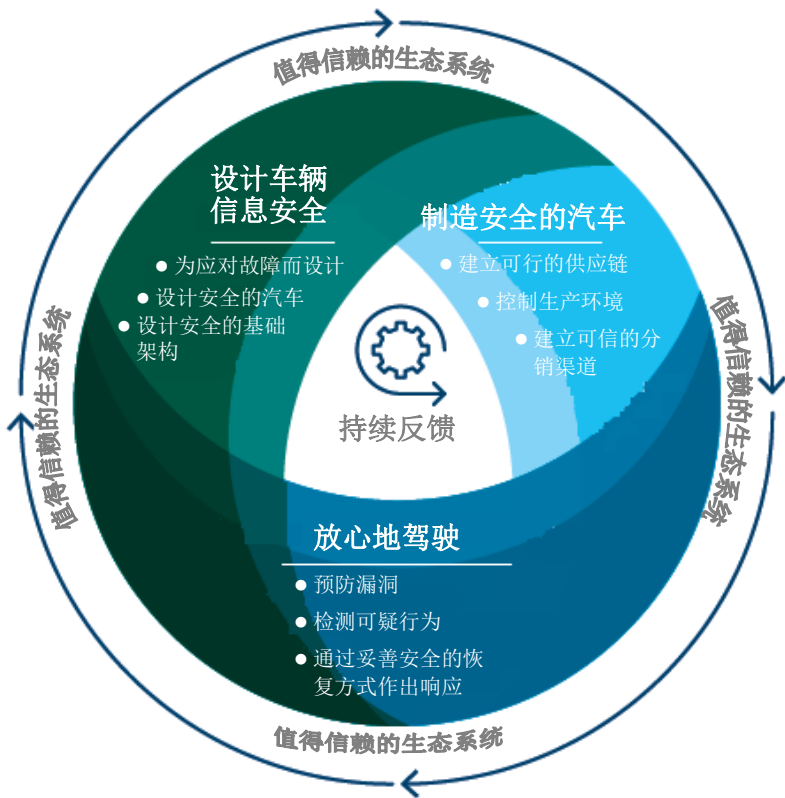 值得信赖的生态系统
设计车辆
信息安全
● 为应对故障而设计
● 设计安全的汽车
● 设计安全的基础
架构
制造安全的汽车
● 建立可行的供应链
● 控制生产环境
● 建立可信的分
销渠道
值得信赖的生态系统
值得信赖的生态系统
持续反馈
放心地驾驶
● 预防漏洞
● 检测可疑行为
● 通过妥善安全的恢
复方式作出响应
值得信赖的生态系统